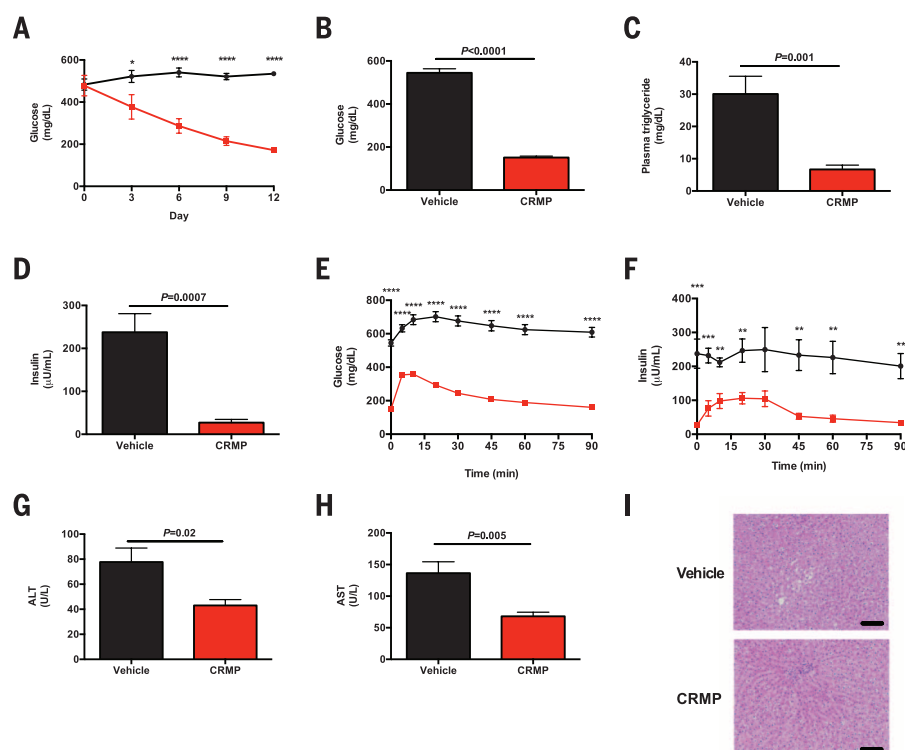 A
600
400
200
0
Glucose
(mg/dL)
*
****
****
****
0
3
6
9
12
Day
B
P<0.0001
600
400
200
0
Glucose
(mg/dL)
Vehicle
CRMP
C
P=0.001
40
30
20
10
0
Plasma triglyceride
(mg/dL)
Vehicle
CRMP
D
P=0.0007
300
200
100
0
Insulin
(µU/mL)
Vehicle
CRMP
E
800
600
400
200
0
Glucose
(mg/dL)
****
****
****
****
****
****
****
****
0
15
30
45
60
75
90
Time (min)
F
400
300
200
100
0
Insulin
(µU/mL)
***
***
**
**
**
**
**
0
15
30
45
60
75
90
Time (min)
G
P=0.02
100
80
60
40
20
0
ALT
(U/L)
Vehicle
CRMP
H
P=0.005
200
150
100
50
0
AST
(U/L)
Vehicle
CRMP
I
Vehicle
CRMP